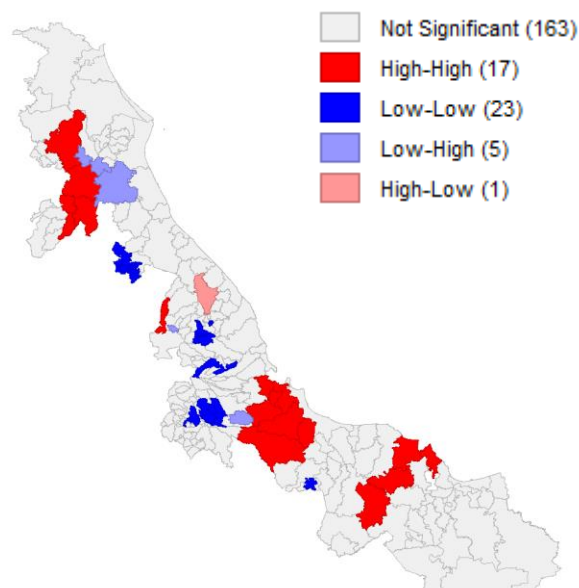 Not Significant (163)
High-High (17)
Low-Low (23)
Low-High (5)
High-Low (1)